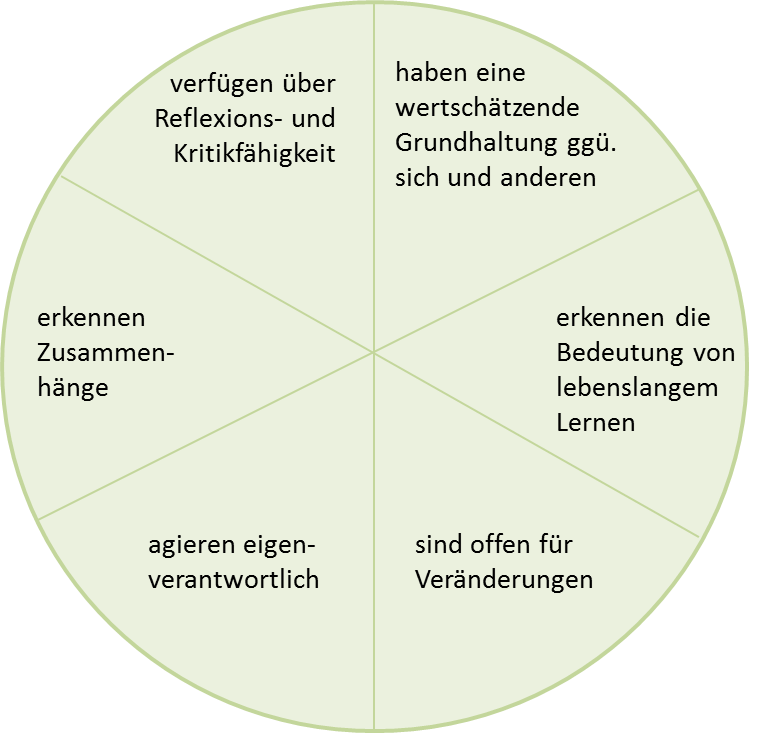 verfügen über
Reflexions- und
Kritikfähigkeit
haben eine
wertschätzende
Grundhaltung ggü.
sich und anderen
erkennen
Zusammen-
hänge
erkennen die
Bedeutung von
lebenslangem
Lernen
agieren eigen-
verantwortlich
sind offen für
Veränderungen